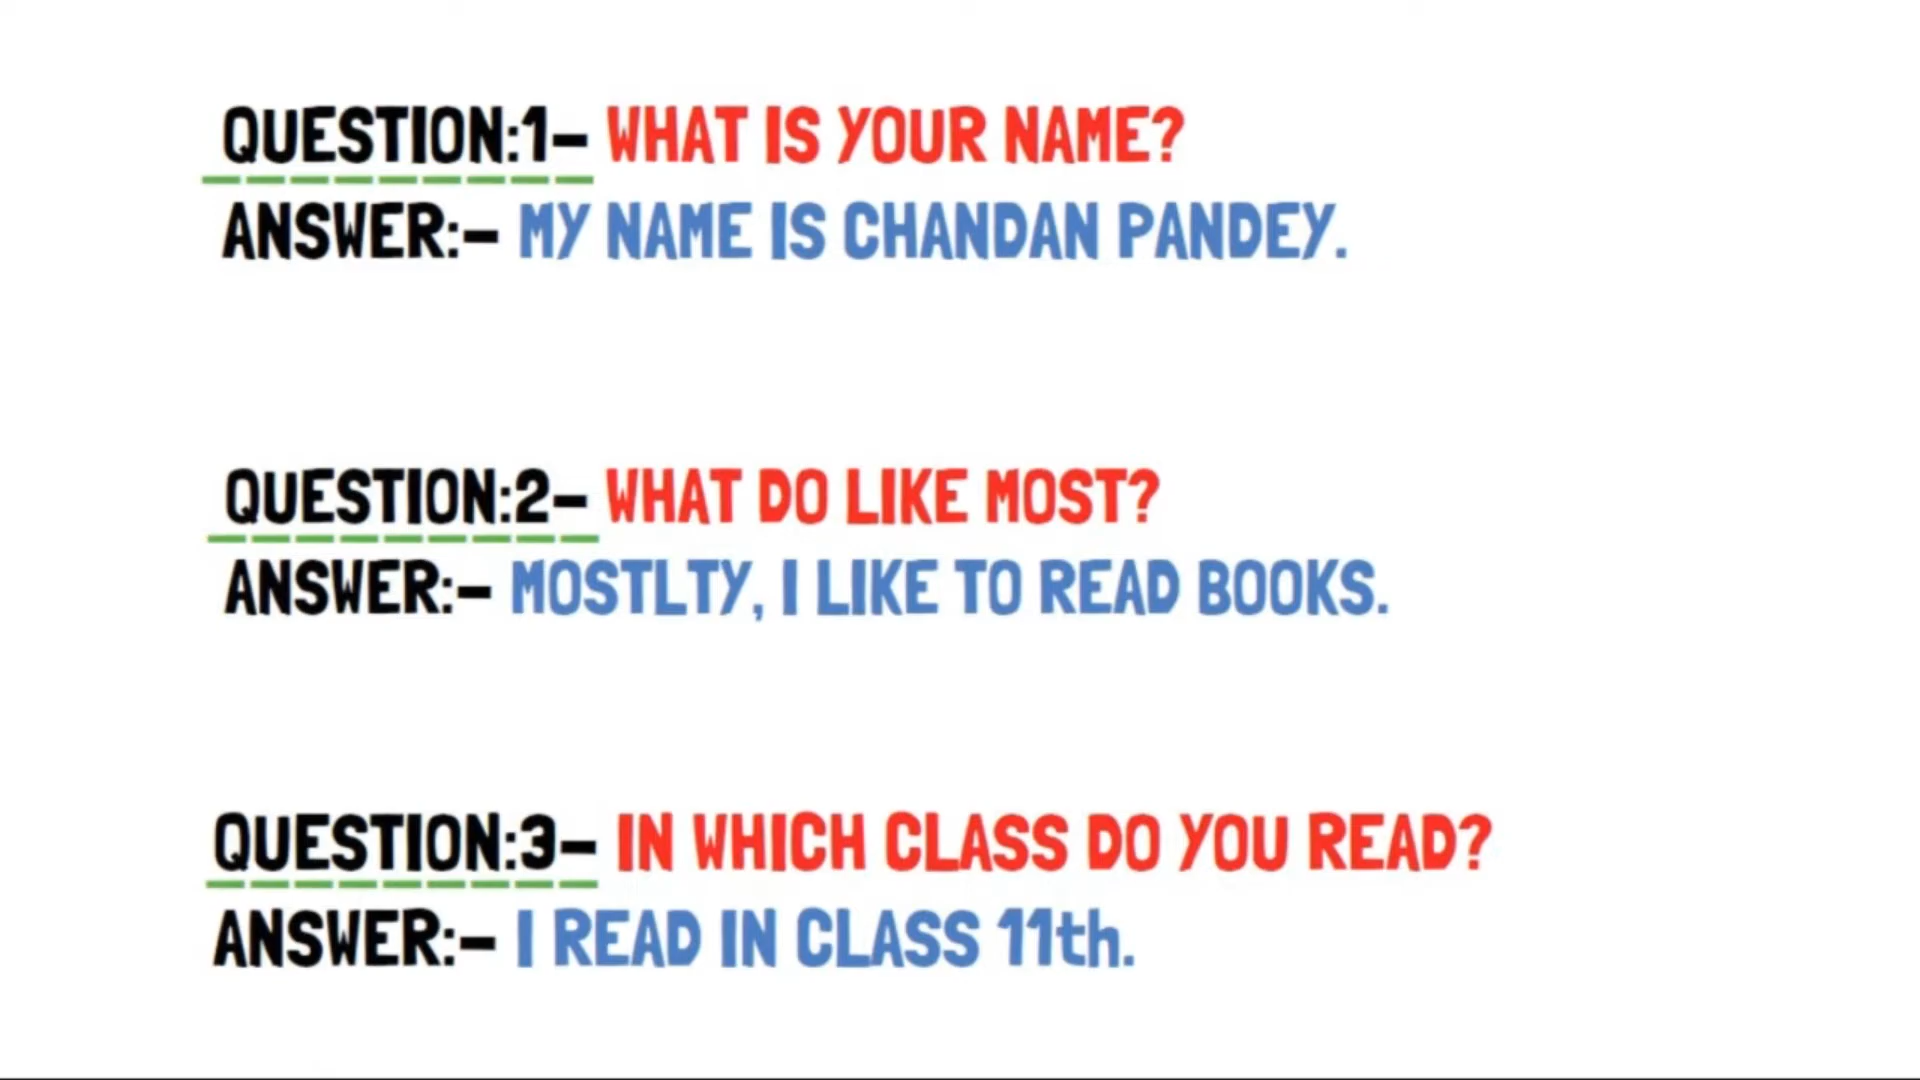 QUESTION:1- WHAT IS YOUR NAME?
ANSWER:- MY NAME IS CHANDAN PANDEY.
QUESTION:2- WHAT DO LIKE MOST?
ANSWER:- MOSTLTY, I LIKE TO READ BOOKS.
QUESTION:3- IN WHICH CLASS DO YOU READ?
ANSWER:- I READ IN CLASS 11th.